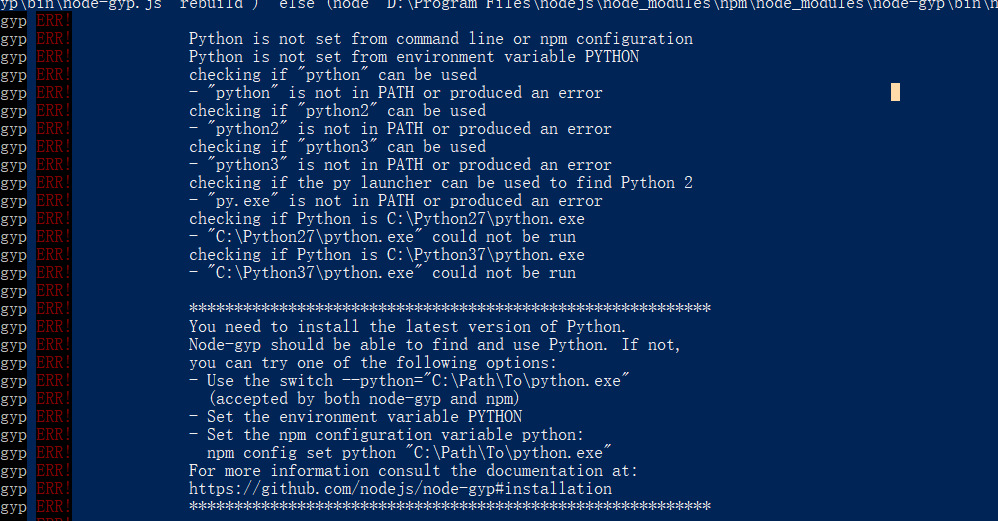 yp\bin\node-gyp.js" rebuild ) else (node "D:\Program Files\nodejs\node_modules\npm\node_modules\node-gyp\bin\n
gyp ERR!
gyp ERR! Python is not set from command line or npm configuration
gyp ERR! Python is not set from environment variable PYTHON
gyp ERR! checking if "python" can be used
gyp ERR! - "python" is not in PATH or produced an error
gyp ERR! checking if "python2" can be used
gyp ERR! - "python2" is not in PATH or produced an error
gyp ERR! checking if "python3" can be used
gyp ERR! - "python3" is not in PATH or produced an error
gyp ERR! checking if the py launcher can be used to find Python 2
gyp ERR! - "py.exe" is not in PATH or produced an error
gyp ERR! checking if Python is C:\Python27\python.exe
gyp ERR! - "C:\Python27\python.exe" could not be run
gyp ERR! checking if Python is C:\Python37\python.exe
gyp ERR! - "C:\Python37\python.exe" could not be run
gyp ERR!
gyp ERR! **********************************************************
gyp ERR! You need to install the latest version of Python.
gyp ERR! Node-gyp should be able to find and use Python. If not,
gyp ERR! you can try one of the following options:
gyp ERR! - Use the switch --python="C:\Path\To\python.exe"
gyp ERR! (accepted by both node-gyp and npm)
gyp ERR! - Set the environment variable PYTHON
gyp ERR! - Set the npm configuration variable python:
gyp ERR! npm config set python "C:\Path\To\python.exe"
gyp ERR! For more information consult the documentation at:
gyp ERR! https://github.com/nodejs/node-gyp#installation
gyp ERR! **********************************************************